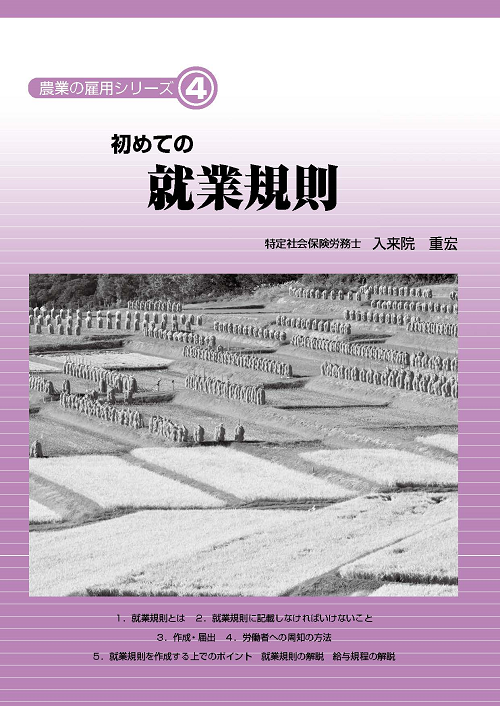 農業の雇用シリーズ 4
初めての
就業規則
特定社会保険労務士 入来院 重宏
1．就業規則とは 2．就業規則に記載しなければいけないこと
3．作成・届出 4．労働者への周知の方法
5．就業規則を作成する上でのポイント 就業規則の解説 給与規程の解説